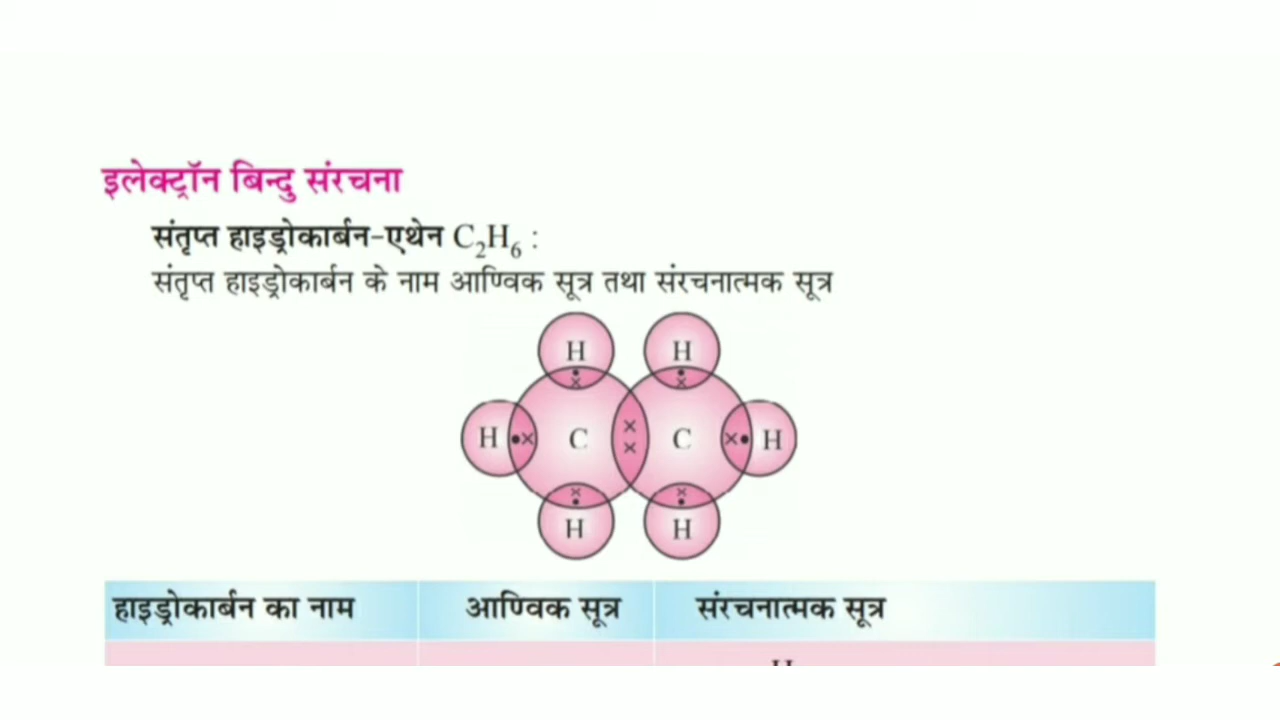 इलेक्ट्रॉन बिन्दु संरचना
संतृप्त हाइड्रोकार्बन-एथेन C₂H₆ :
संतृप्त हाइड्रोकार्बन के नाम आण्विक सूत्र तथा संरचनात्मक सूत्र
H H
H C C H
H H
हाइड्रोकार्बन का नाम आण्विक सूत्र संरचनात्मक सूत्र